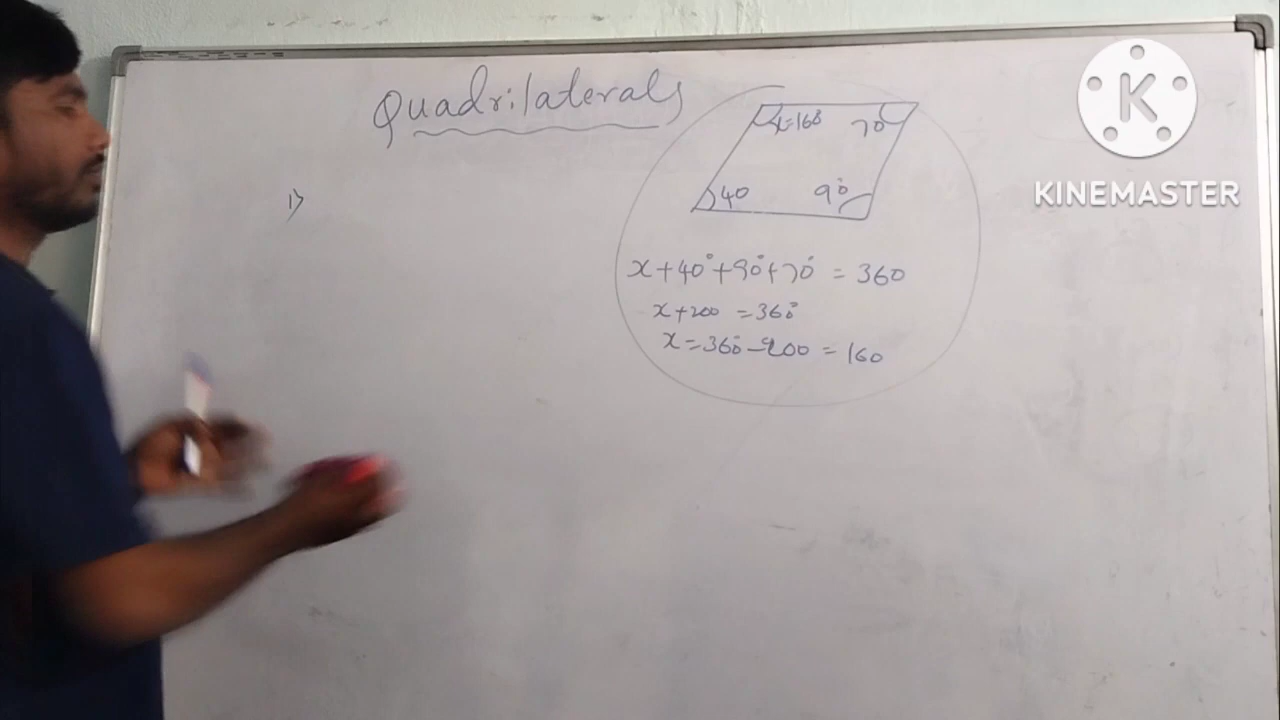 Quadrilaterals
x=160° 70
40 90°
1)
x+40°+90°+70° = 360
x+200 = 360°
x=360°-200 = 160
K
KINEMASTER